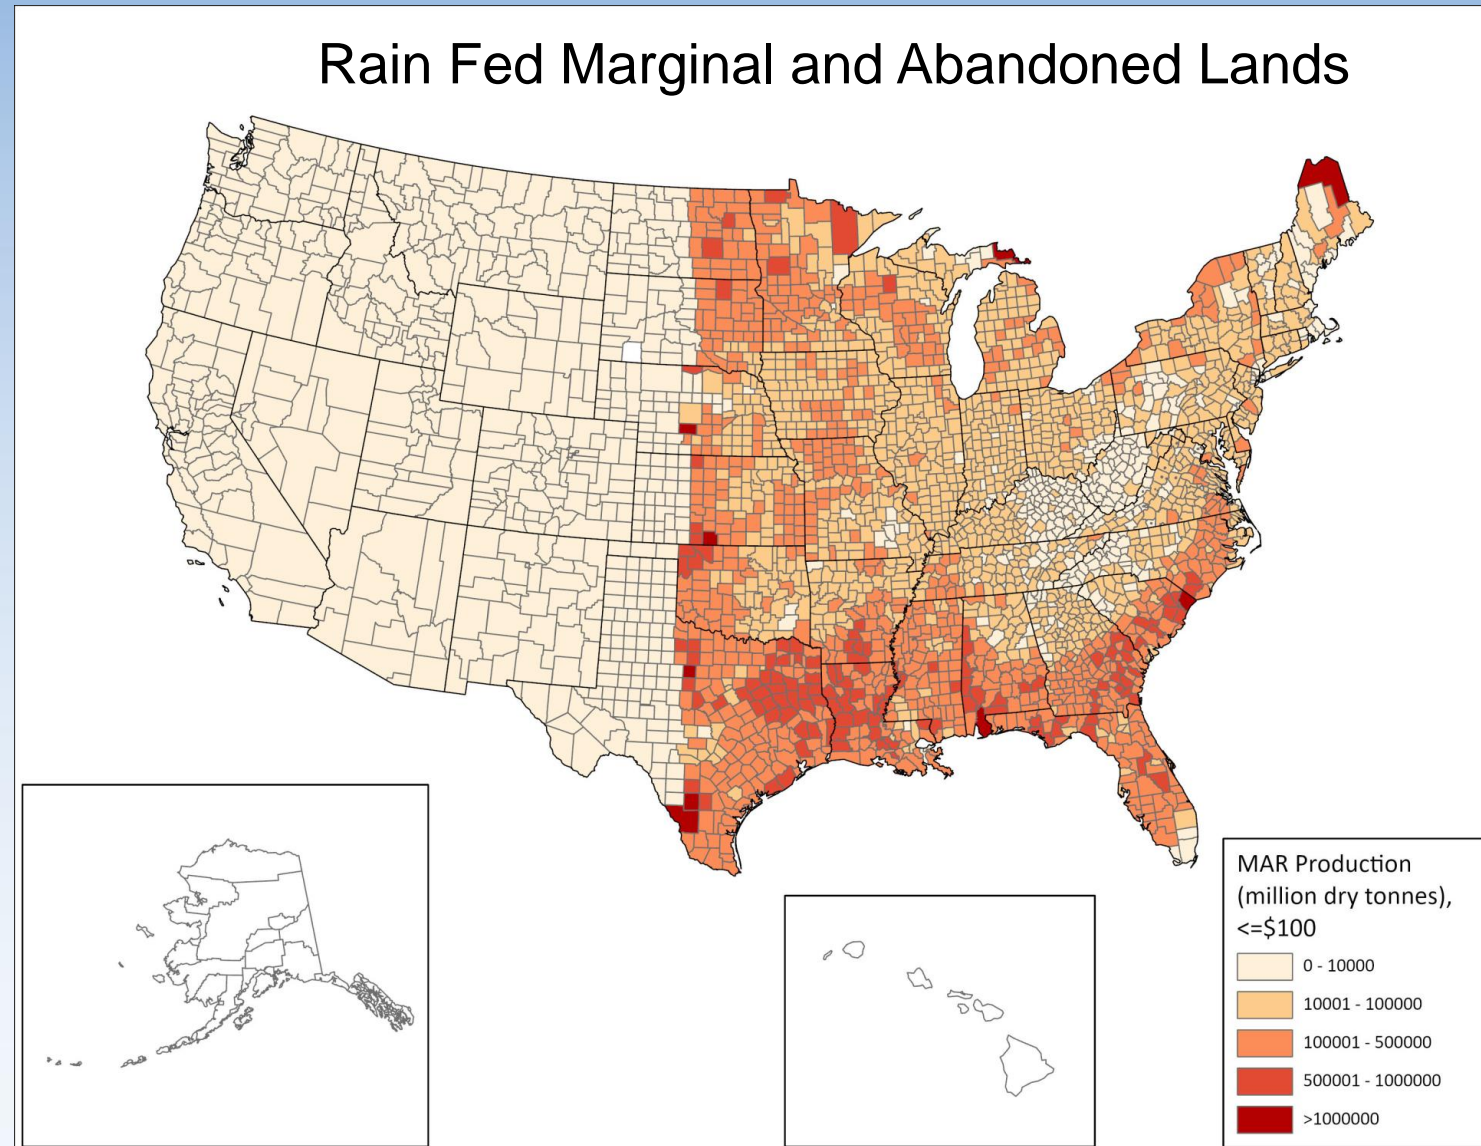 Rain Fed Marginal and Abandoned Lands
MAR Production
(million dry tonnes),
<=$100
0 - 10000
10001 - 100000
100001 - 500000
500001 - 1000000
>1000000